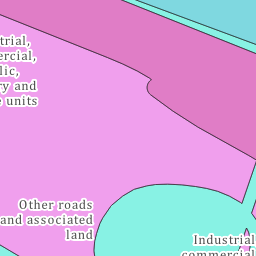 trial,
ercial,
lic,
ry and
e units
Other roads
and associated
land
Industrial
commercial